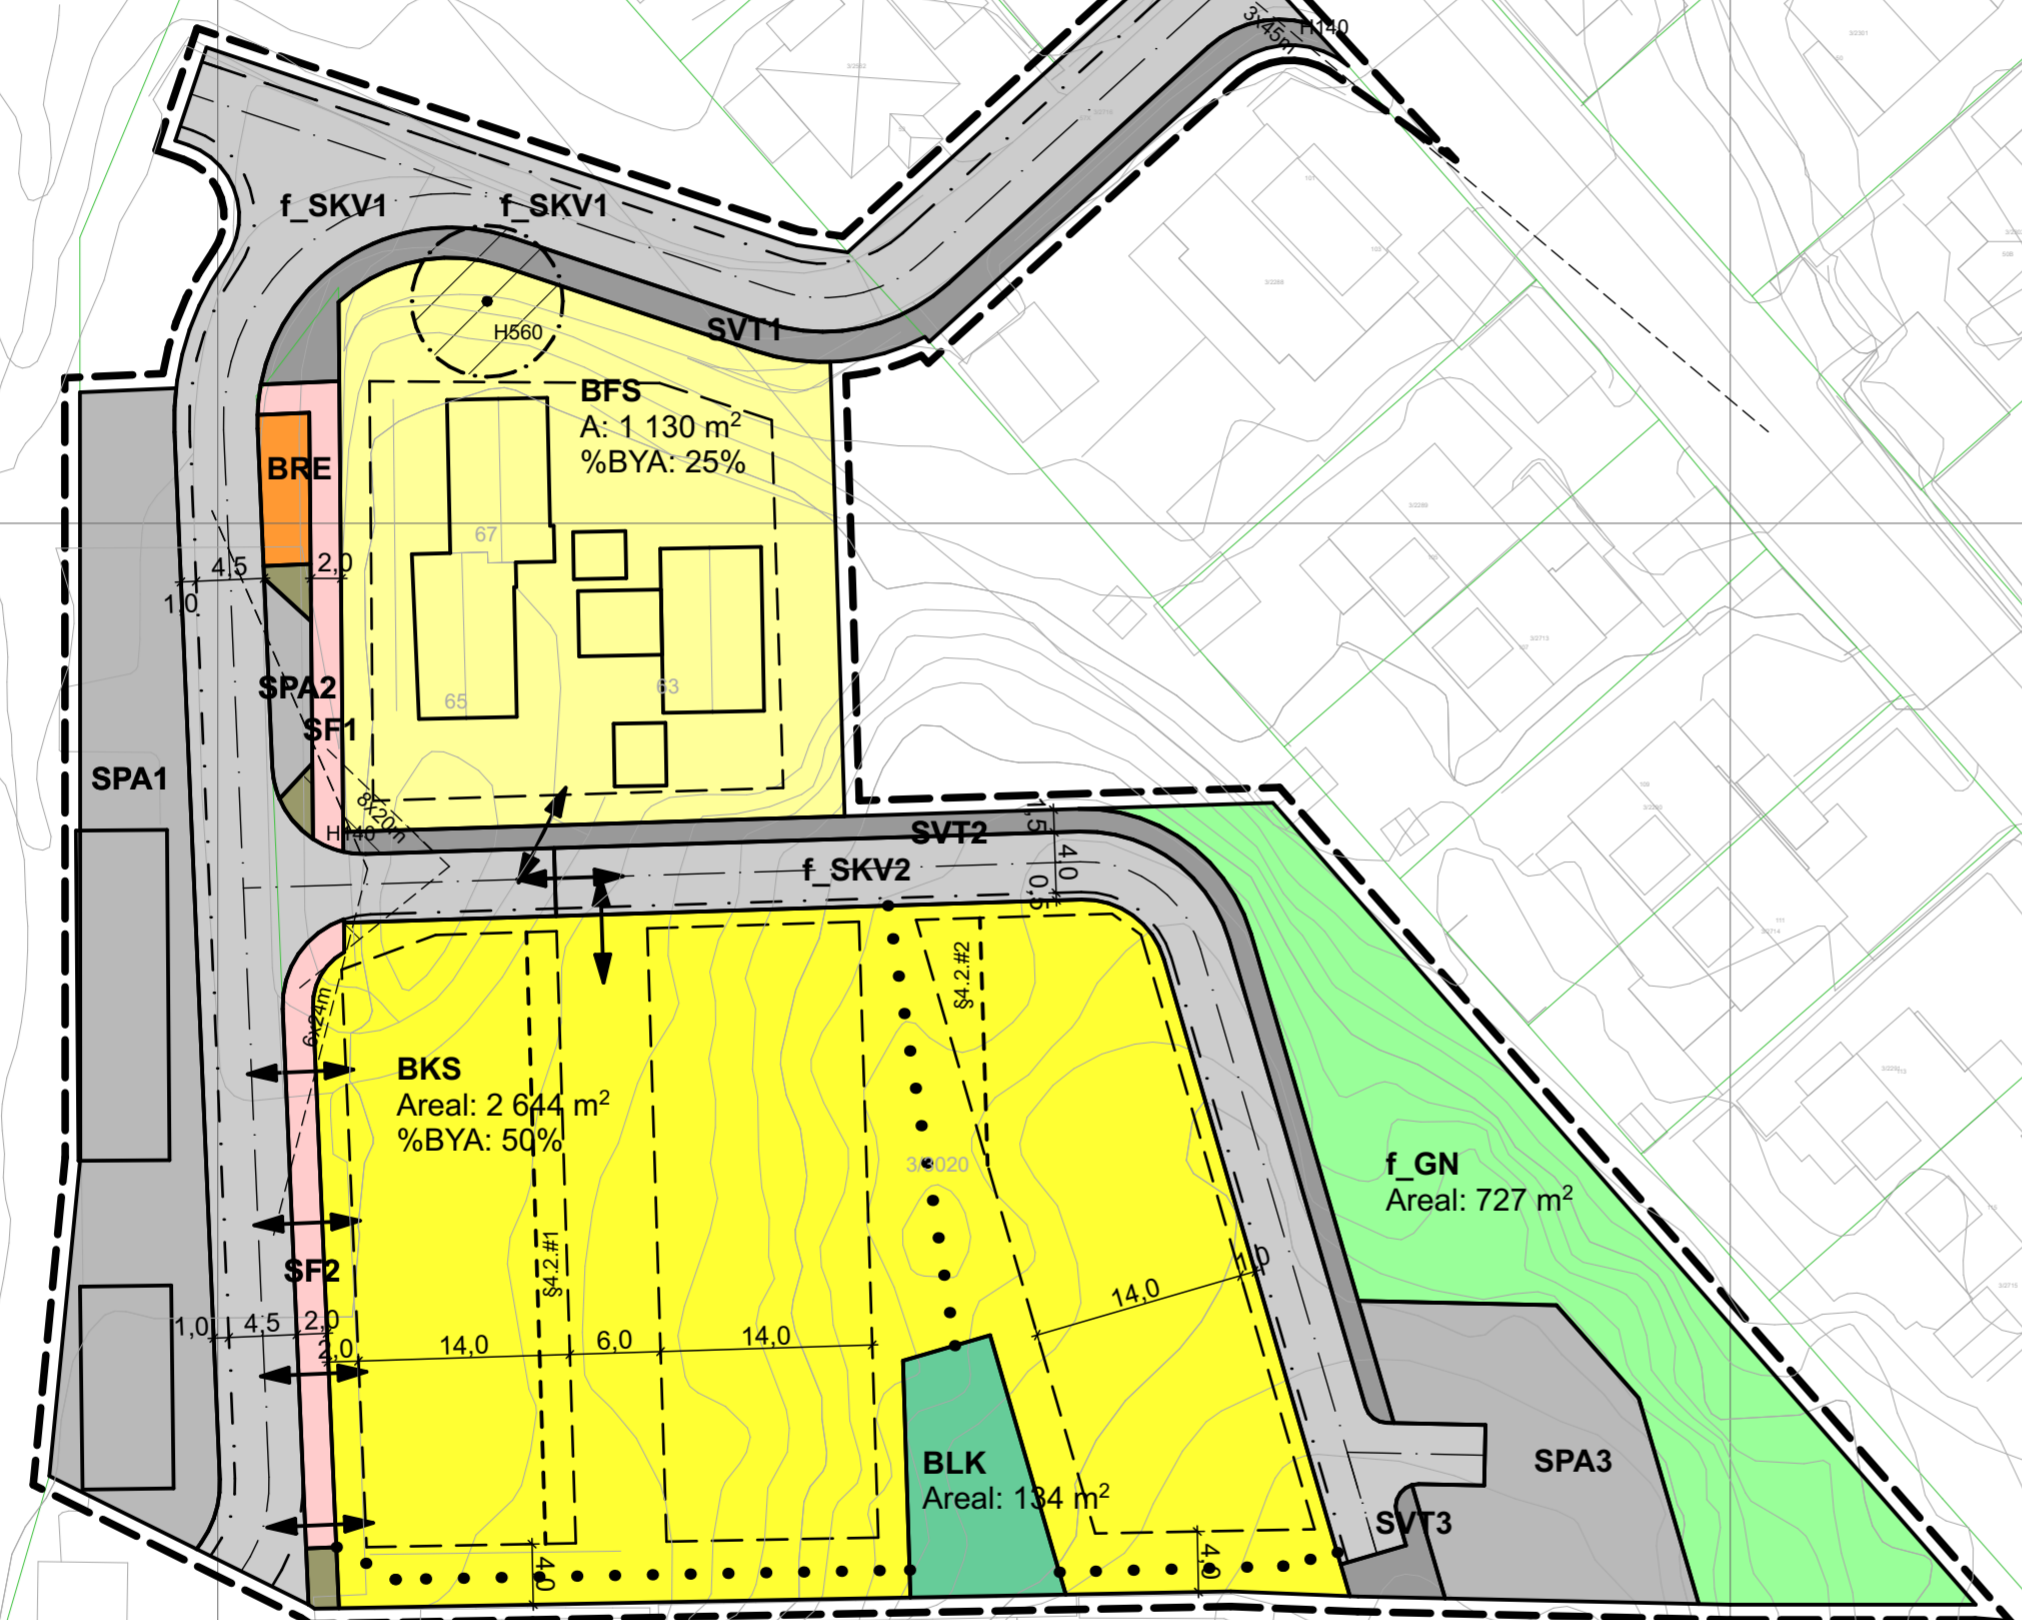 3x45m
H140
f_SKV1
f_SKV1
H560
SVT1
BFS
A: 1 130 m²
%BYA: 25%
BRE
67
4,5
2,0
1,0
SPA2
63
65
SF1
SPA1
8x20m
H140
1,5
SVT2
4,0
f_SKV2
0,5
§4.2.#2
6x24m
BKS
Areal: 2 644 m²
%BYA: 50%
3/3020
f_GN
Areal: 727 m²
§4.2.#1
SF2
1,0
14,0
1,0
4,5
2,0
2,0
14,0
6,0
14,0
BLK
Areal: 134 m²
SPA3
SVT3
4,0
4,0